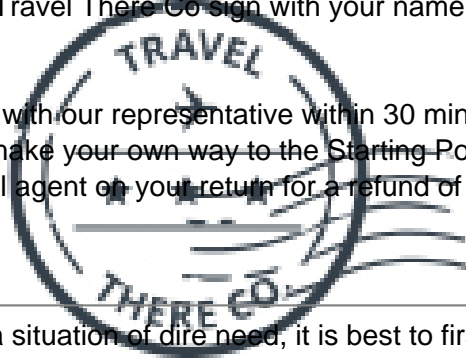 Travel There Co sign with your name
TRAVEL
with our representative within 30 min
make your own way to the Starting Po
l agent on your return for a refund of
THERE CO.
a situation of dire need, it is best to fir